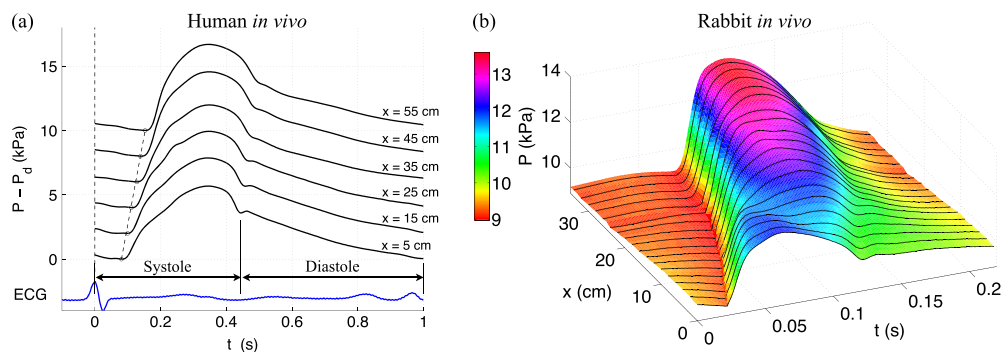 (a) Human in vivo
P − Pd (kPa)
15
10
5
0
x = 55 cm
x = 45 cm
x = 35 cm
x = 25 cm
x = 15 cm
x = 5 cm
Systole Diastole
ECG
0 0.2 0.4 0.6 0.8 1
t (s)
(b) Rabbit in vivo
13
12
11
10
9
P (kPa)
14
12
10
30
20
10
0
x (cm)
0 0.05 0.1 0.15 0.2
t (s)